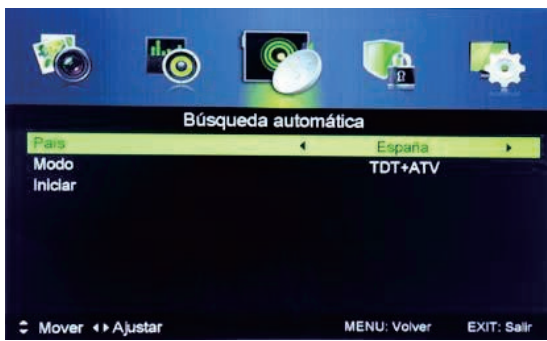 Búsqueda automática
País España
Modo TDT+ATV
Iniciar
Mover Ajustar MENU: Volver EXIT: Salir